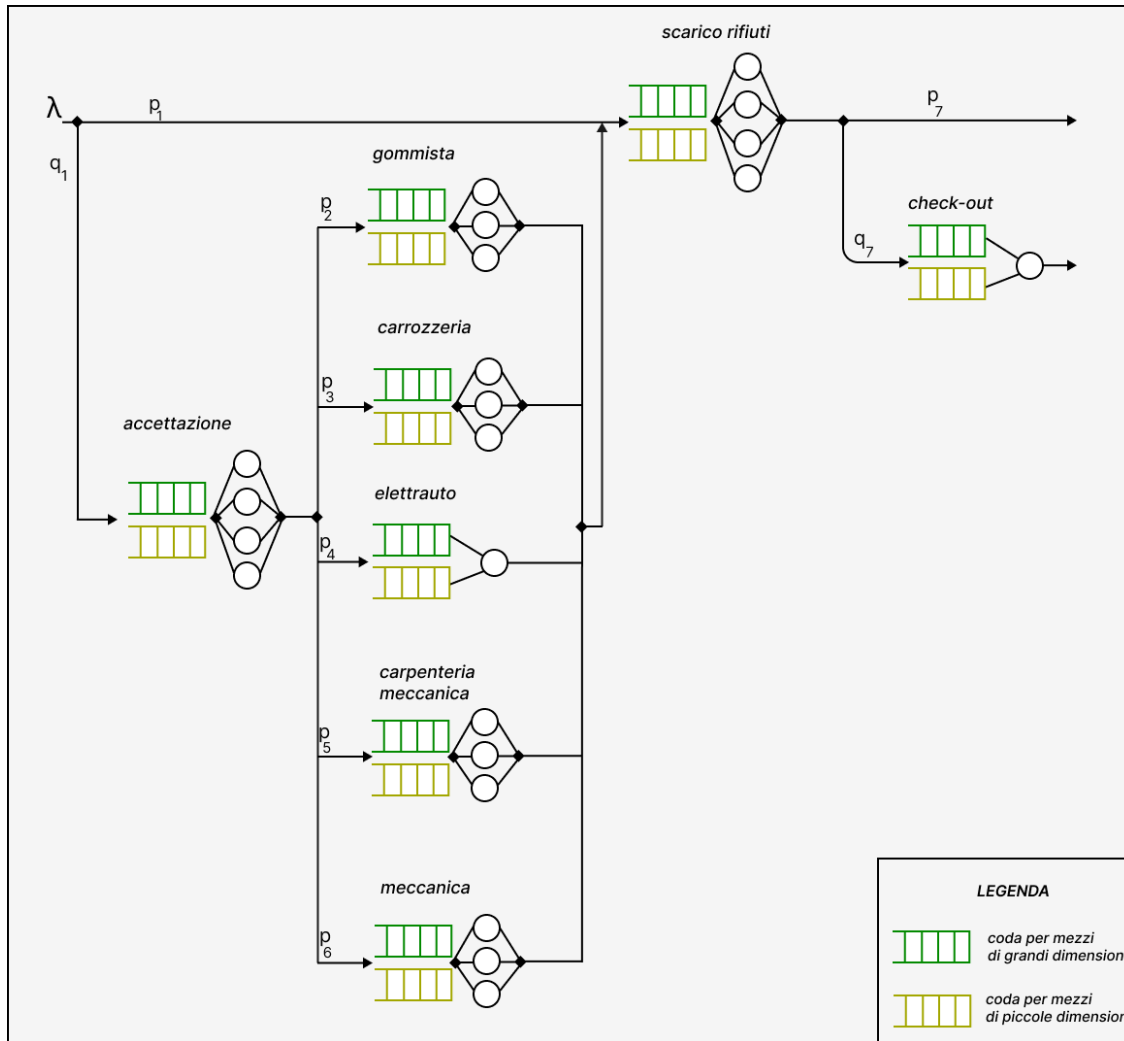 scarico rifiuti
λ
p1
p7
q1
gommista
p2
check-out
q7
carrozzeria
p3
accettazione
elettrauto
p4
carpenteria
meccanica
p5
meccanica
p6
LEGENDA
coda per mezzi
di grandi dimension
coda per mezzi
di piccole dimension